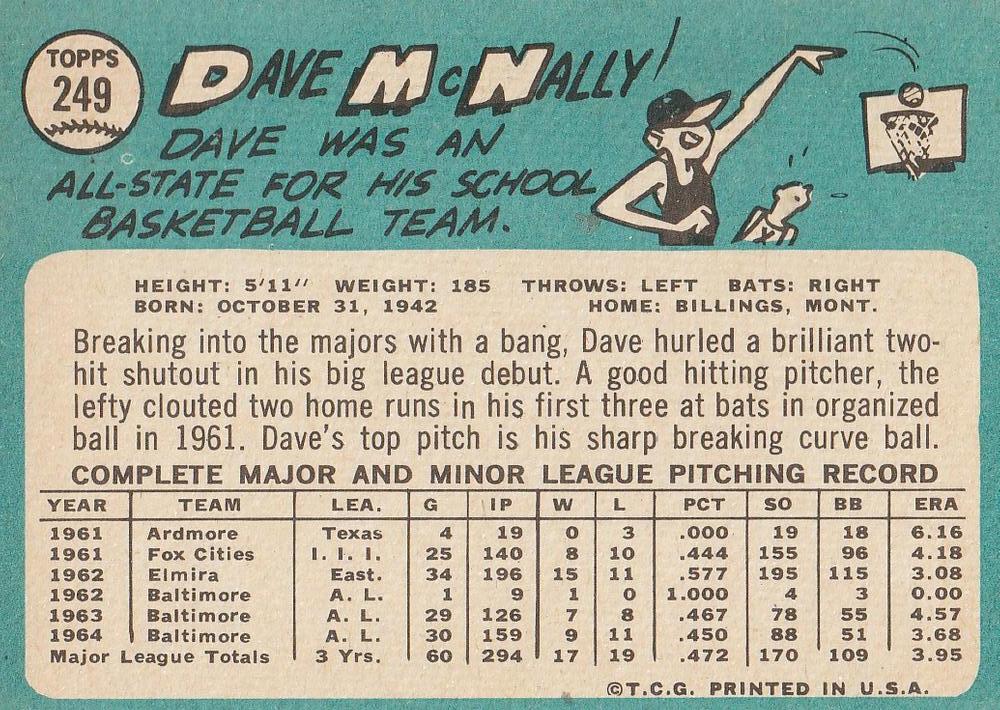 TOPPS
249
DAVE McNALLY
DAVE WAS AN
ALL-STATE FOR HIS SCHOOL
BASKETBALL TEAM.
HEIGHT: 5'11" WEIGHT: 185 THROWS: LEFT BATS: RIGHT
BORN: OCTOBER 31, 1942 HOME: BILLINGS, MONT.
Breaking into the majors with a bang, Dave hurled a brilliant two-
hit shutout in his big league debut. A good hitting pitcher, the
lefty clouted two home runs in his first three at bats in organized
ball in 1961. Dave's top pitch is his sharp breaking curve ball.
COMPLETE MAJOR AND MINOR LEAGUE PITCHING RECORD
YEAR TEAM LEA. G IP W L PCT SO BB ERA
1961 Ardmore Texas 4 19 0 3 .000 19 18 6.16
1961 Fox Cities I. I. I. 25 140 8 10 .444 155 96 4.18
1962 Elmira East. 34 196 15 11 .577 195 115 3.08
1962 Baltimore A. L. 1 9 1 0 1.000 4 3 0.00
1963 Baltimore A. L. 29 126 7 8 .467 78 55 4.57
1964 Baltimore A. L. 30 159 9 11 .450 88 51 3.68
Major League Totals 3 Yrs. 60 294 17 19 .472 170 109 3.95
©T.C.G. PRINTED IN U.S.A.